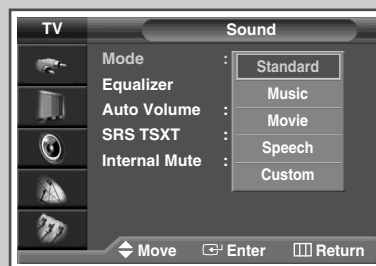 TV Sound
Mode : Standard
Equalizer Music
Auto Volume : Movie
SRS TSXT : Speech
Internal Mute : Custom
Move Enter Return